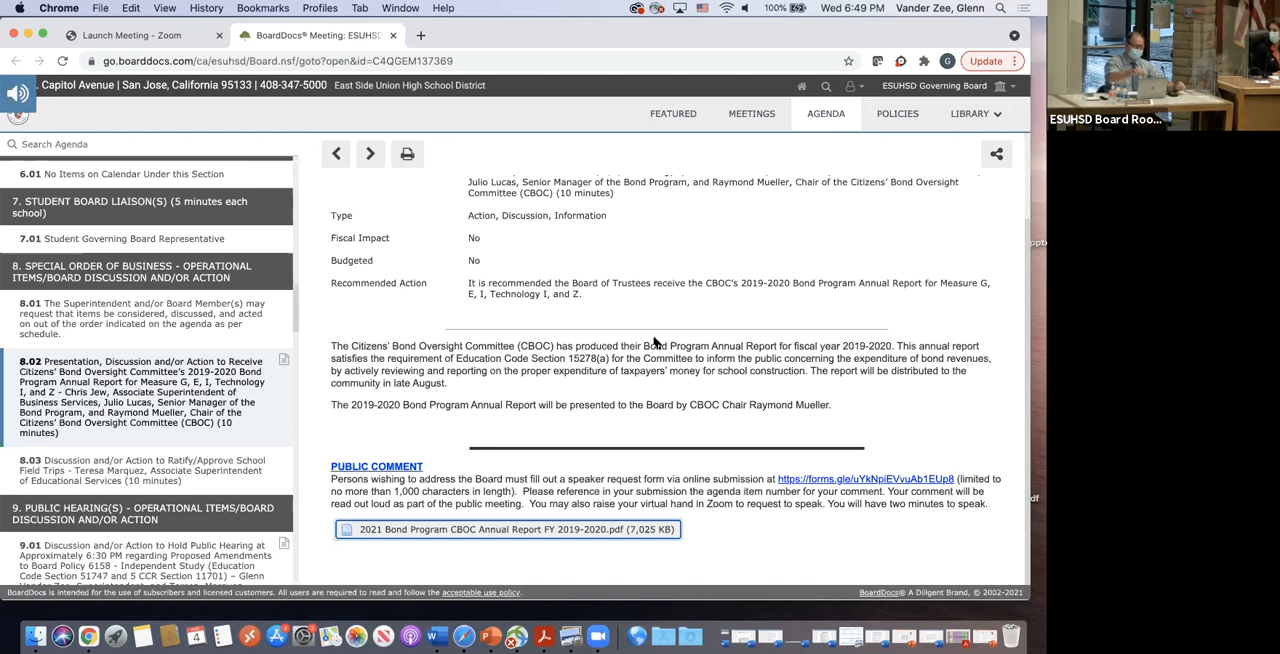 Chrome File Edit View History Bookmarks Profiles Tab Window Help 100% Wed 6:49 PM Vander Zee, Glenn
Launch Meeting - Zoom
BoardDocs® Meeting: ESUHSD
go.boarddocs.com/ca/esuhsd/Board.nsf/goto?open&id=C4QGEM137369
G
Update
Capitol Avenue | San Jose, California 95133 | 408-347-5000 East Side Union High School District
ESUHSD Governing Board
FEATURED MEETINGS AGENDA POLICIES LIBRARY
Search Agenda
6.01 No Items on Calendar Under this Section
7. STUDENT BOARD LIAISON(S) (5 minutes each
school)
7.01 Student Governing Board Representative
8. SPECIAL ORDER OF BUSINESS - OPERATIONAL
ITEMS/BOARD DISCUSSION AND/OR ACTION
8.01 The Superintendent and/or Board Member(s) may
request that items be considered, discussed, and acted
on out of the order indicated on the agenda as per
schedule.
8.02 Presentation, Discussion and/or Action to Receive
Citizens' Bond Oversight Committee's 2019-2020 Bond
Program Annual Report for Measure G, E, I, Technology
I, and Z - Chris Jew, Associate Superintendent of
Business Services, Julio Lucas, Senior Manager of the
Bond Program, and Raymond Mueller, Chair of the
Citizens' Bond Oversight Committee (CBOC) (10
minutes)
8.03 Discussion and/or Action to Ratify/Approve School
Field Trips - Teresa Marquez, Associate Superintendent
of Educational Services (10 minutes)
9. PUBLIC HEARING(S) - OPERATIONAL ITEMS/BOARD
DISCUSSION AND/OR ACTION
9.01 Discussion and/or Action to Hold Public Hearing at
Approximately 6:30 PM regarding Proposed Amendments
to Board Policy 6158 - Independent Study (Education
Code Section 51747 and 5 CCR Section 11701) – Glenn
Vander Zee, Superintendent, and Teresa Marquez,
Julio Lucas, Senior Manager of the Bond Program, and Raymond Mueller, Chair of the Citizens' Bond Oversight
Committee (CBOC) (10 minutes)
Type Action, Discussion, Information
Fiscal Impact No
Budgeted No
Recommended Action It is recommended the Board of Trustees receive the CBOC's 2019-2020 Bond Program Annual Report for Measure G,
E, I, Technology I, and Z.
The Citizens' Bond Oversight Committee (CBOC) has produced their Bond Program Annual Report for fiscal year 2019-2020. This annual report
satisfies the requirement of Education Code Section 15278(a) for the Committee to inform the public concerning the expenditure of bond revenues,
by actively reviewing and reporting on the proper expenditure of taxpayers' money for school construction. The report will be distributed to the
community in late August.
The 2019-2020 Bond Program Annual Report will be presented to the Board by CBOC Chair Raymond Mueller.
PUBLIC COMMENT
Persons wishing to address the Board must fill out a speaker request form via online submission at https://forms.gle/uYkNpiEVvuAb1EUp8 (limited to
no more than 1,000 characters in length). Please reference in your submission the agenda item number for your comment. Your comment will be
read out loud as part of the public meeting. You may also raise your virtual hand in Zoom to request to speak. You will have two minutes to speak.
2021 Bond Program CBOC Annual Report FY 2019-2020.pdf (7,025 KB)
BoardDocs is intended for the use of subscribers and licensed customers. All users are required to read and follow the acceptable use policy.
BoardDocs® A Diligent Brand, © 2002-2021
ESUHSD Board Roo...
pptx
df
4